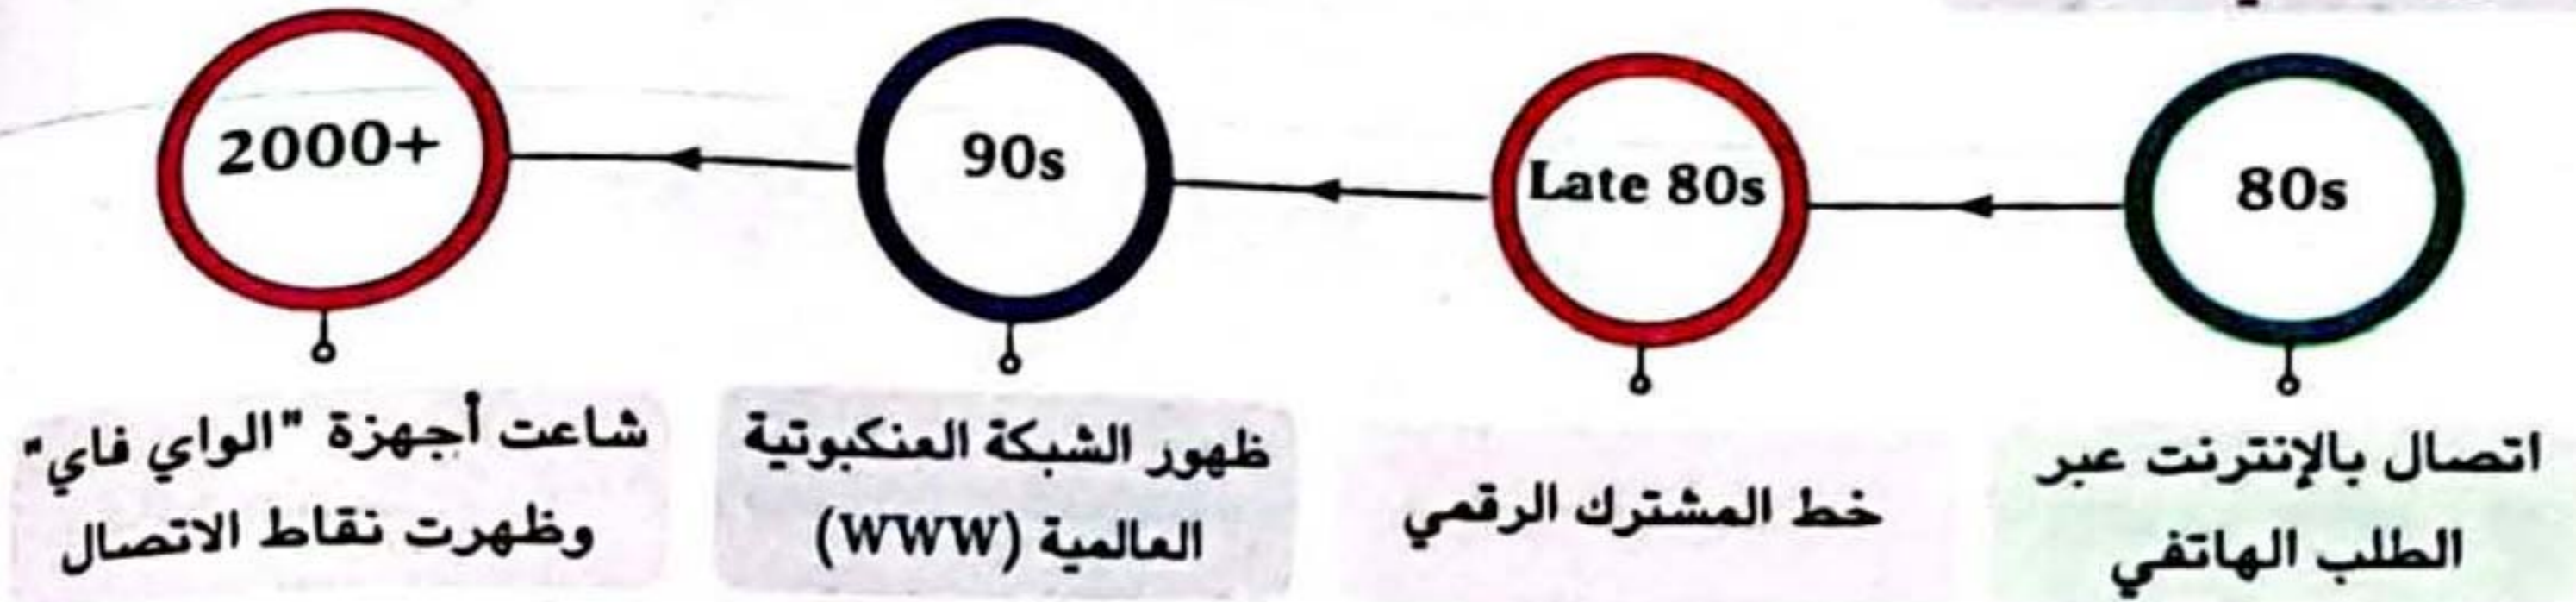 80s
Late 80s
90s
2000+
اتصال بالإنترنت عبر
الطلب الهاتفي
خط المشترك الرقمي
ظهور الشبكة العنكبوتية
العالمية (WWW)
شاعت أجهزة "الواي فاي"
وظهرت نقاط الاتصال